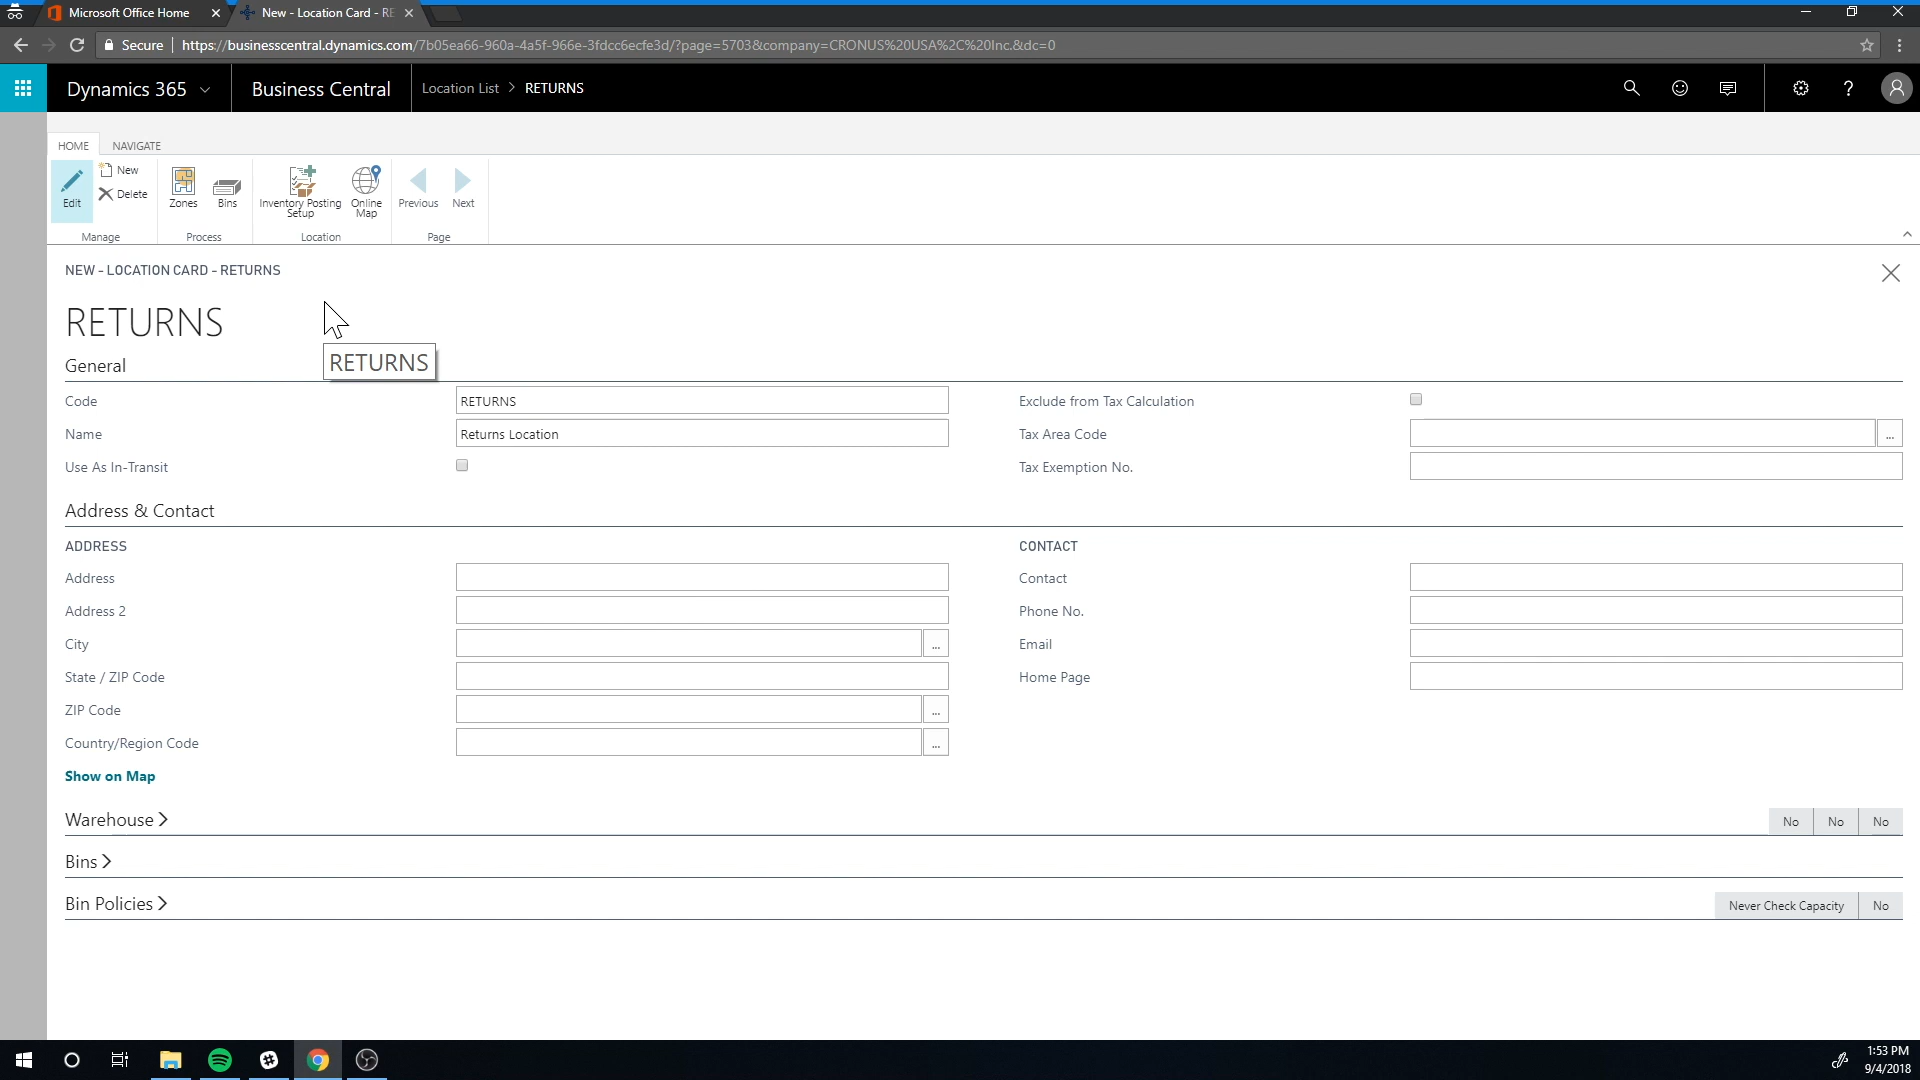 Microsoft Office Home
New - Location Card - RE
Secure
https://businesscentral.dynamics.com/7b05ea66-960a-4a5f-966e-3fdcc6ecfe3d/?page=5703&company=CRONUS%20USA%2C%20Inc.&dc=0
Dynamics 365
Business Central
Location List > RETURNS
HOME
NAVIGATE
Edit
New
Delete
Manage
Zones
Bins
Process
Inventory Posting
Setup
Online
Map
Location
Previous
Next
Page
NEW - LOCATION CARD - RETURNS
RETURNS
RETURNS
General
Code
RETURNS
Name
Returns Location
Use As In-Transit
Exclude from Tax Calculation
Tax Area Code
...
Tax Exemption No.
Address & Contact
ADDRESS
Address
Address 2
City
...
State / ZIP Code
ZIP Code
...
Country/Region Code
...
Show on Map
CONTACT
Contact
Phone No.
Email
Home Page
Warehouse >
No
No
No
Bins >
Bin Policies >
Never Check Capacity
No
1:53 PM
9/4/2018